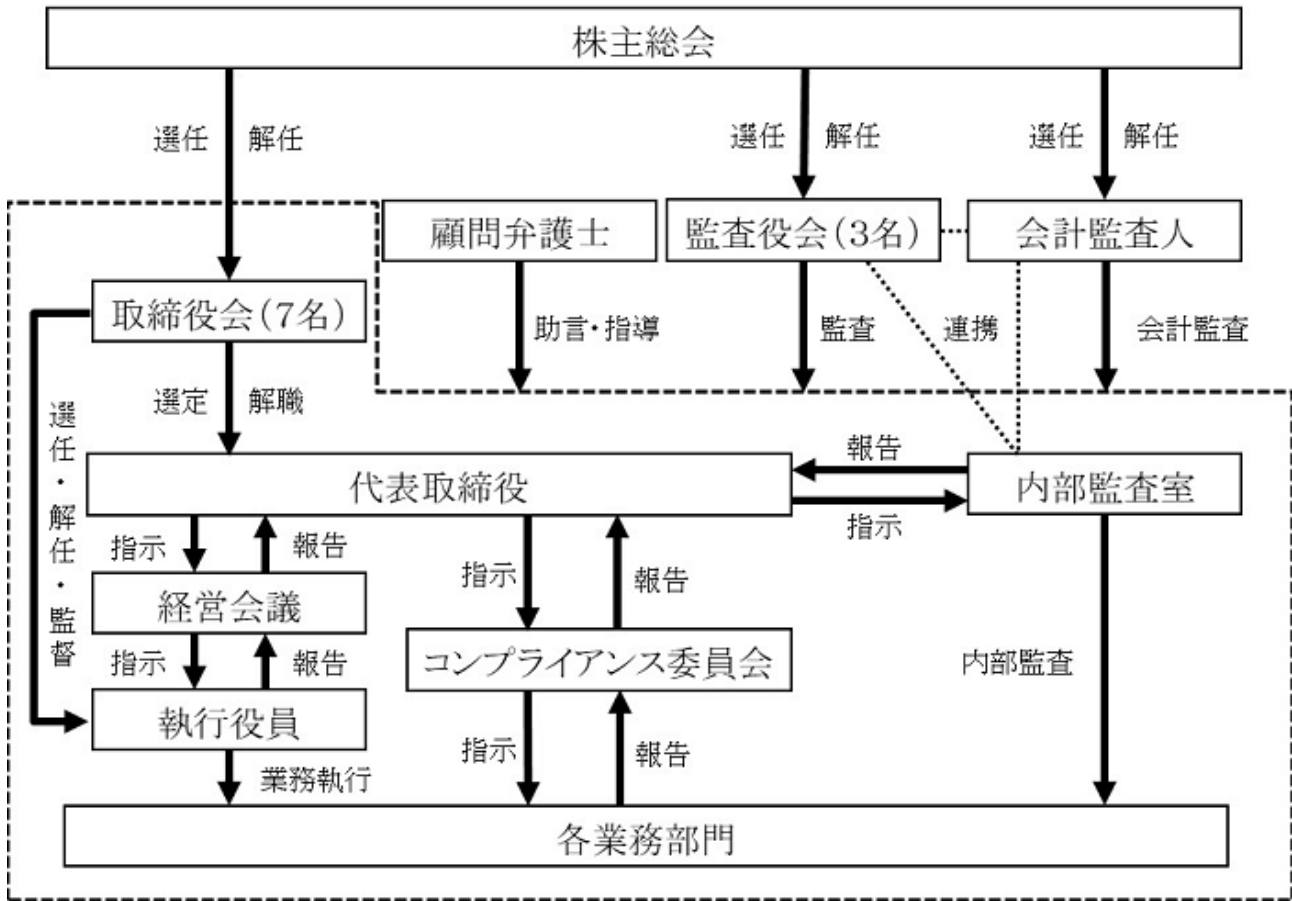 株主総会
選任 解任
選任 解任
選任 解任
顧問弁護士
監査役会(3名)
会計監査人
取締役会(7名)
助言・指導
監査
連携
会計監査
選定 解職
選任・解任・監督
代表取締役
報告
指示
内部監査室
指示 報告
指示 報告
経営会議
コンプライアンス委員会
指示 報告
内部監査
執行役員
指示 報告
業務執行
各業務部門